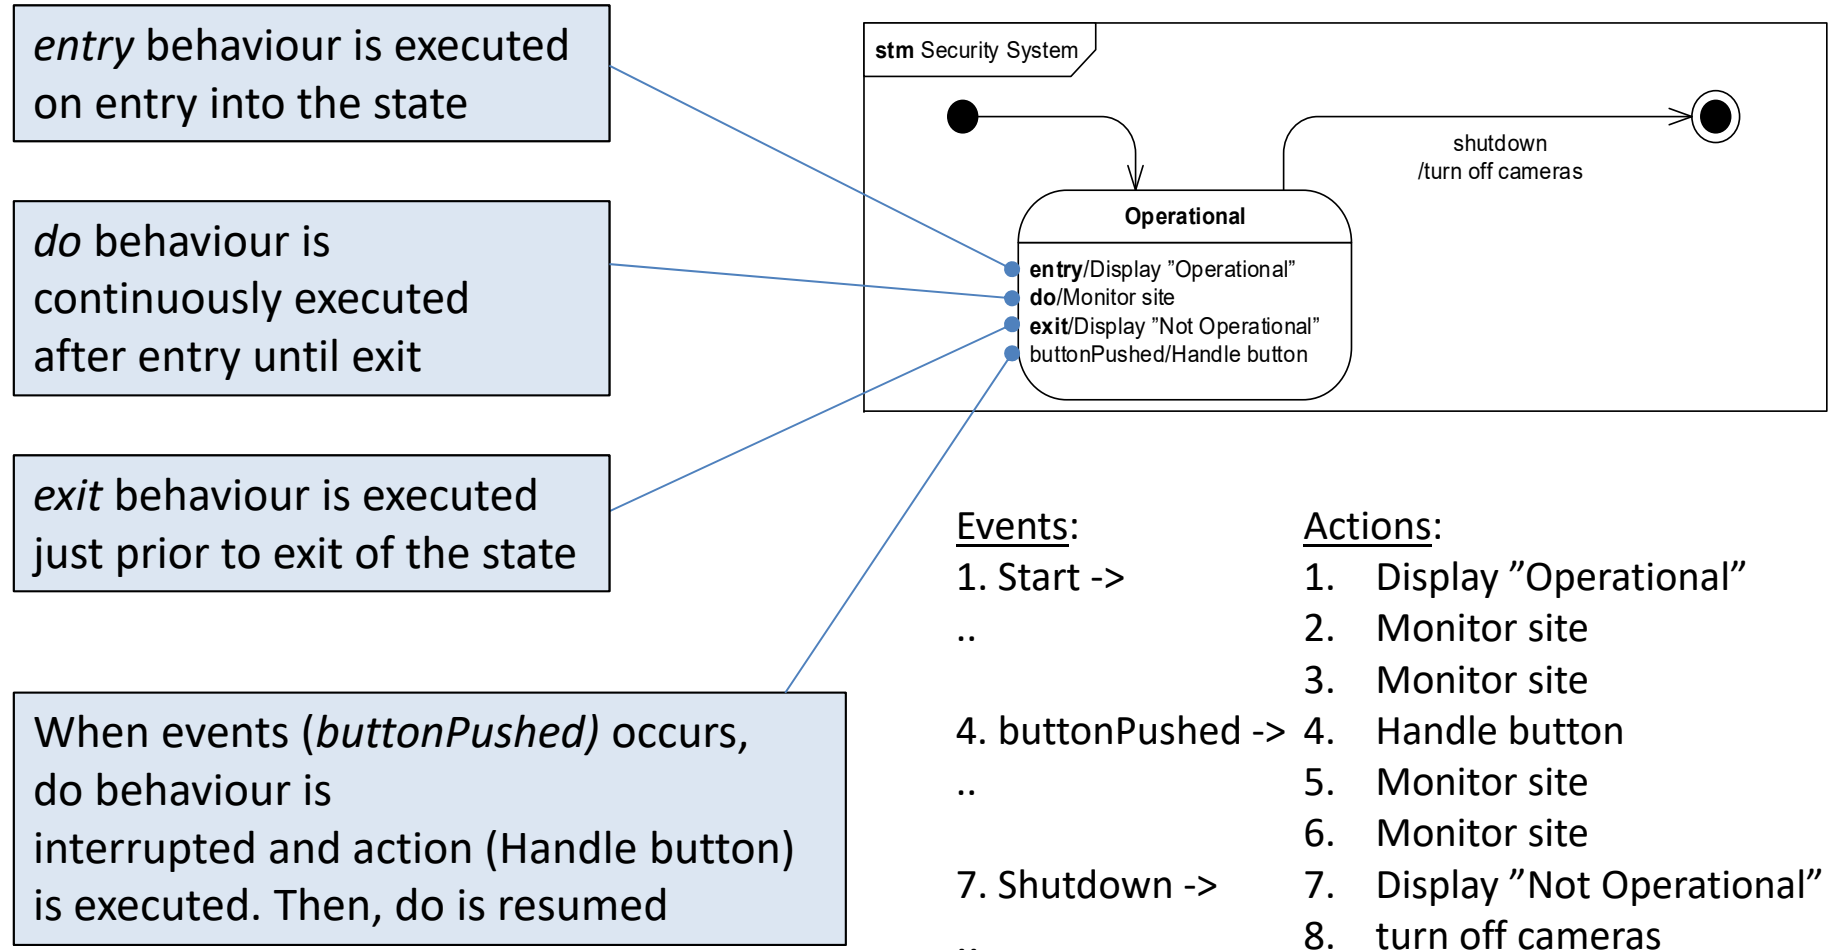 entry behaviour is executed
on entry into the state
do behaviour is
continuously executed
after entry until exit
exit behaviour is executed
just prior to exit of the state
When events (buttonPushed) occurs,
do behaviour is
interrupted and action (Handle button)
is executed. Then, do is resumed
stm Security System
shutdown
/turn off cameras
Operational
entry/Display ”Operational”
do/Monitor site
exit/Display ”Not Operational”
buttonPushed/Handle button
Events: Actions:
1. Start -> 1. Display ”Operational”
.. 2. Monitor site
3. Monitor site
4. buttonPushed -> 4. Handle button
.. 5. Monitor site
6. Monitor site
7. Shutdown -> 7. Display ”Not Operational”
.. 8. turn off cameras